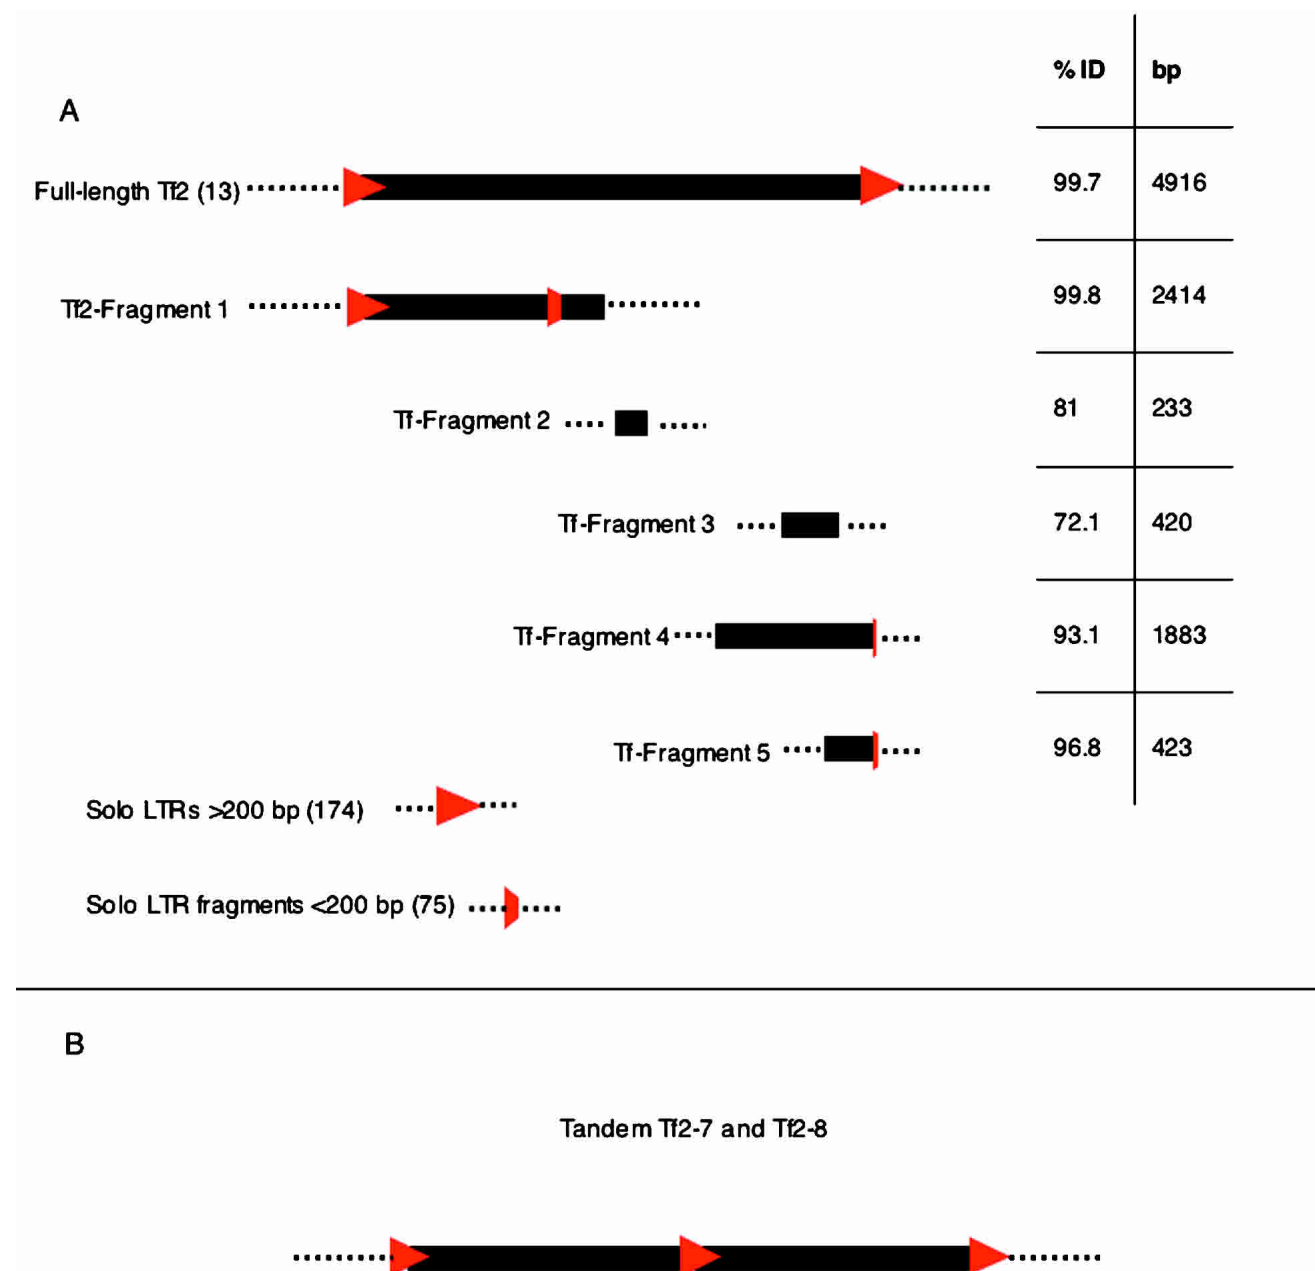 % ID bp
A
Full-length Tf2 (13) 99.7 4916
Tf2-Fragment 1 99.8 2414
Tf-Fragment 2 81 233
Tf-Fragment 3 72.1 420
Tf-Fragment 4 93.1 1883
Tf-Fragment 5 96.8 423
Solo LTRs >200 bp (174)
Solo LTR fragments <200 bp (75)
B
Tandem Tf2-7 and Tf2-8